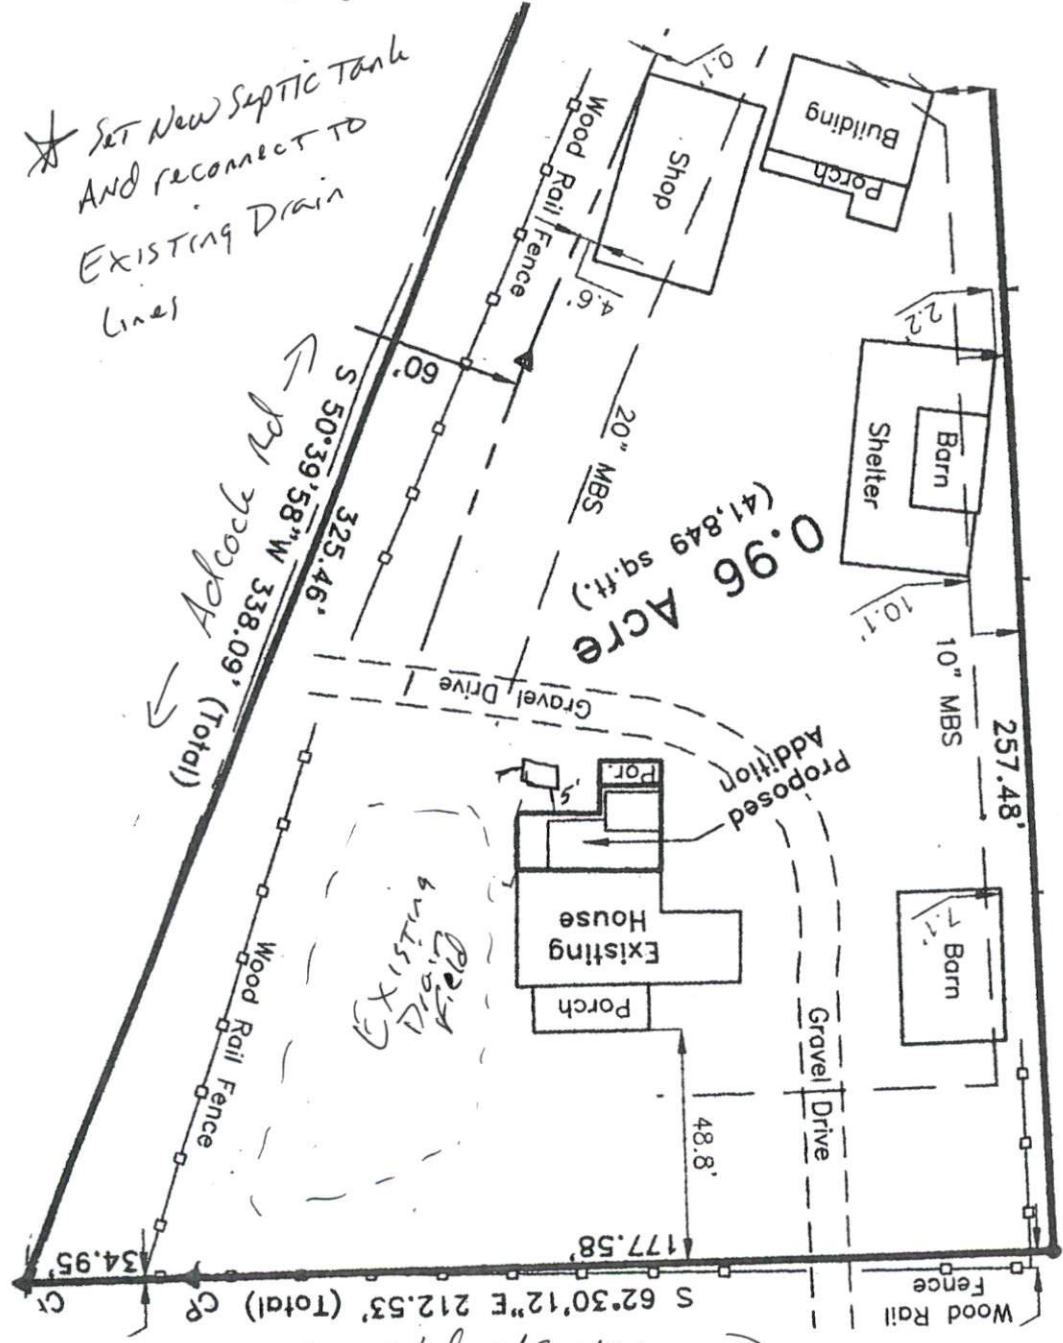 * Set New Septic Tank
And reconnect to
Existing Drain
Lines
0.1'
Wood Rail Fence
Shop
Building
Porch
4.6'
2.2'
60'
← Adcock Rd →
S 50°39'58"W 338.09' (Total)
325.46'
20" MBS
0.96 Acre
(41,849 sq.ft.)
Barn
Shelter
10.1'
10" MBS
257.48'
Gravel Drive
Proposed
Addition
Por.
5'
Existing
House
Porch
Existing
Drain
Field
Wood Rail Fence
Barn
7.1'
Gravel Drive
48.8'
34.95'
177.58'
CP
S 62°30'12"E 212.53' (Total)
Wood Rail
Fence